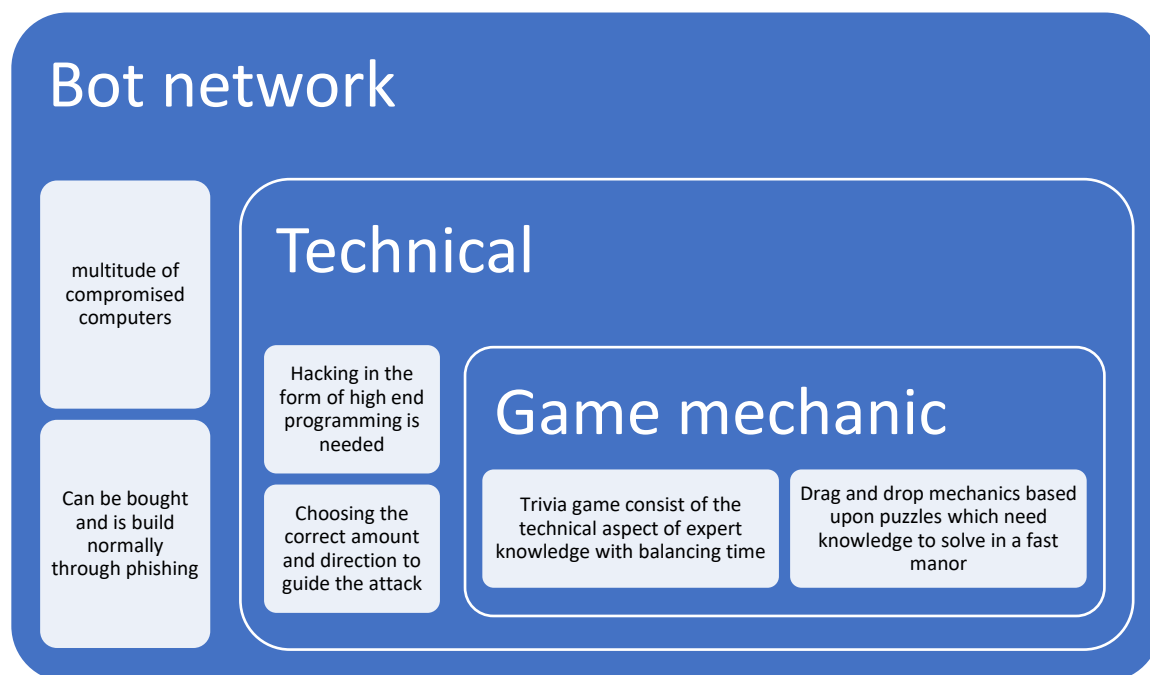 Bot network
multitude of
compromised
computers
Can be bought
and is build
normally
through phishing
Technical
Hacking in the
form of high end
programming is
needed
Choosing the
correct amount
and direction to
guide the attack
Game mechanic
Trivia game consist of the
technical aspect of expert
knowledge with balancing time
Drag and drop mechanics based
upon puzzles which need
knowledge to solve in a fast
manor